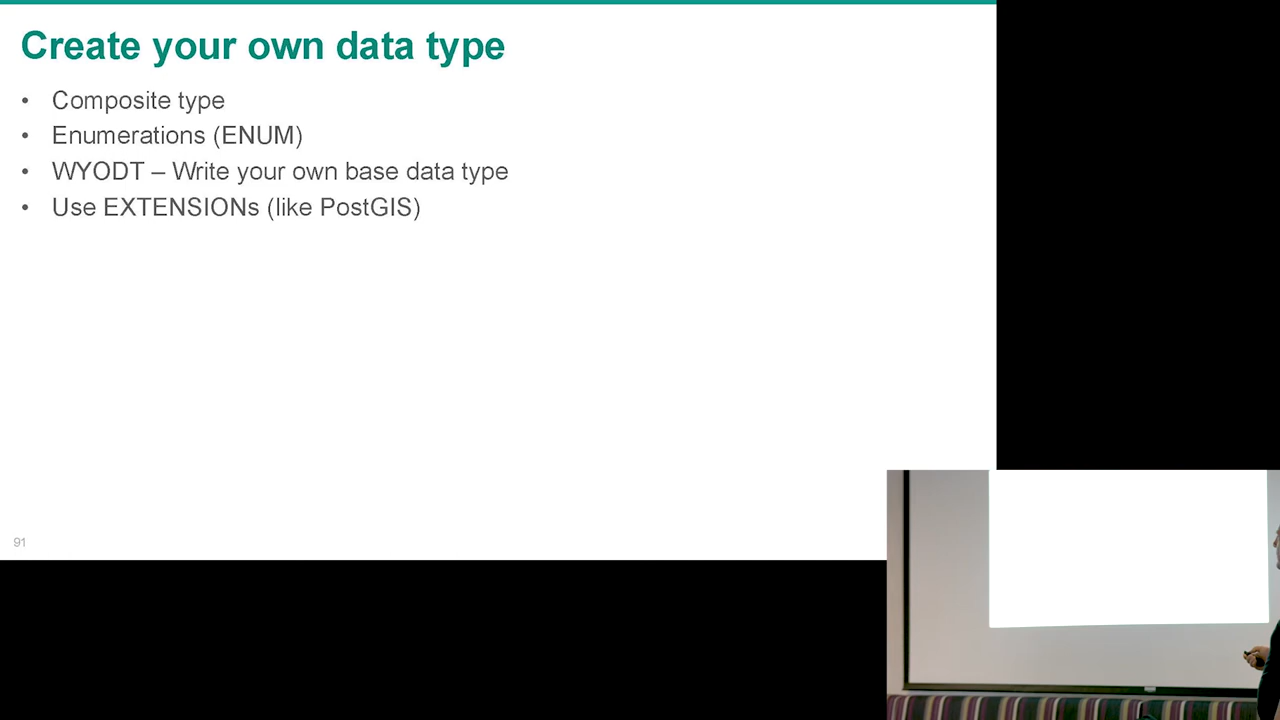 Create your own data type
• Composite type
• Enumerations (ENUM)
• WYODT – Write your own base data type
• Use EXTENSIONs (like PostGIS)
91